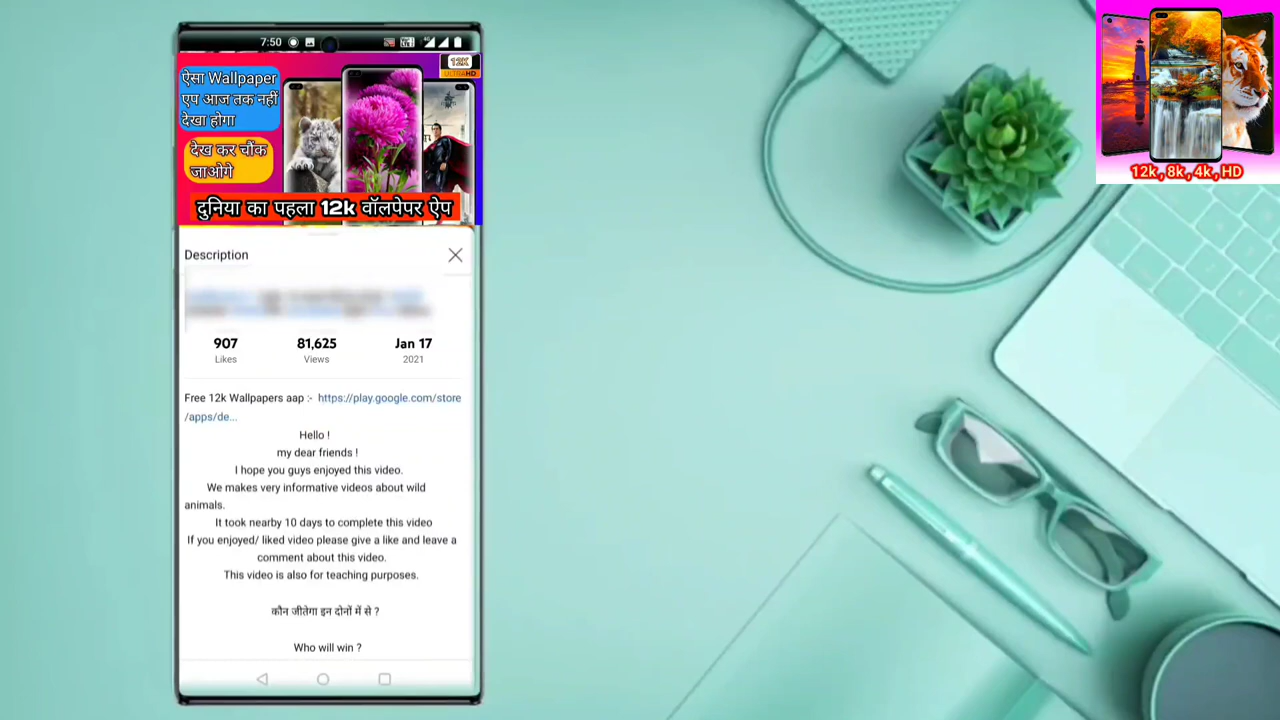 7:50
ऐसा Wallpaper
एप आज तक नहीं
देखा होगा
देख कर चौंक
जाओगे
12K
ULTRAHD
दुनिया का पहला 12k वॉलपेपर ऐप
Description
907
Likes
81,625
Views
Jan 17
2021
Free 12k Wallpapers aap :- https://play.google.com/store
/apps/de...
Hello !
my dear friends !
I hope you guys enjoyed this video.
We makes very informative videos about wild
animals.
It took nearby 10 days to complete this video
If you enjoyed/ liked video please give a like and leave a
comment about this video.
This video is also for teaching purposes.
कौन जीतेगा इन दोनों में से ?
Who will win ?
12k,8k,4k,HD